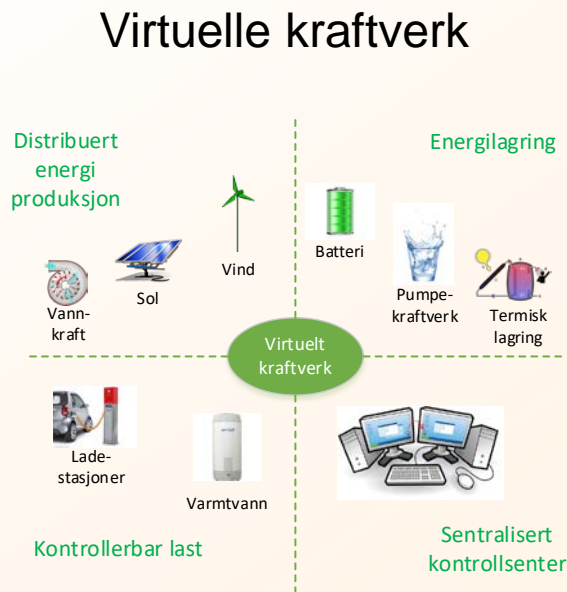 Virtuelle kraftverk
Distribuert
energi
produksjon
Vann-
kraft
Sol
Vind
Energilagring
Batteri
Pumpe-
kraftverk
Termisk
lagring
Virtuelt
kraftverk
Lade-
stasjoner
Varmtvann
Kontrollerbar last
Sentralisert
kontrollsenter